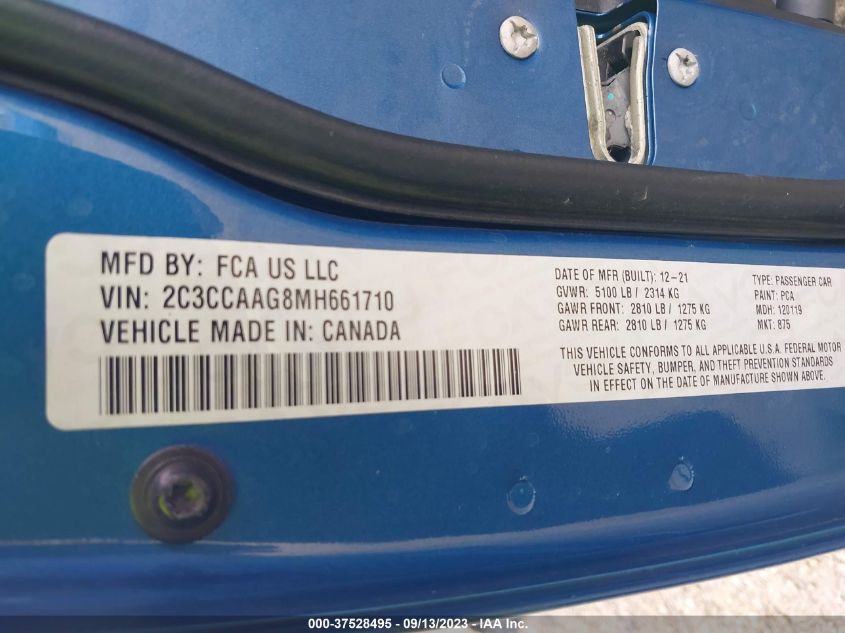 MFD BY: FCA US LLC
VIN: 2C3CCAAG8MH661710
VEHICLE MADE IN: CANADA
DATE OF MFR (BUILT): 12-21
GVWR: 5100 LB / 2314 KG
GAWR FRONT: 2810 LB / 1275 KG
GAWR REAR: 2810 LB / 1275 KG
TYPE: PASSENGER CAR
PAINT: PCA
MDH: 120119
MKT: 875
THIS VEHICLE CONFORMS TO ALL APPLICABLE U.S.A. FEDERAL MOTOR
VEHICLE SAFETY, BUMPER, AND THEFT PREVENTION STANDARDS
IN EFFECT ON THE DATE OF MANUFACTURE SHOWN ABOVE.
000-37528495 - 09/13/2023 - IAA Inc.